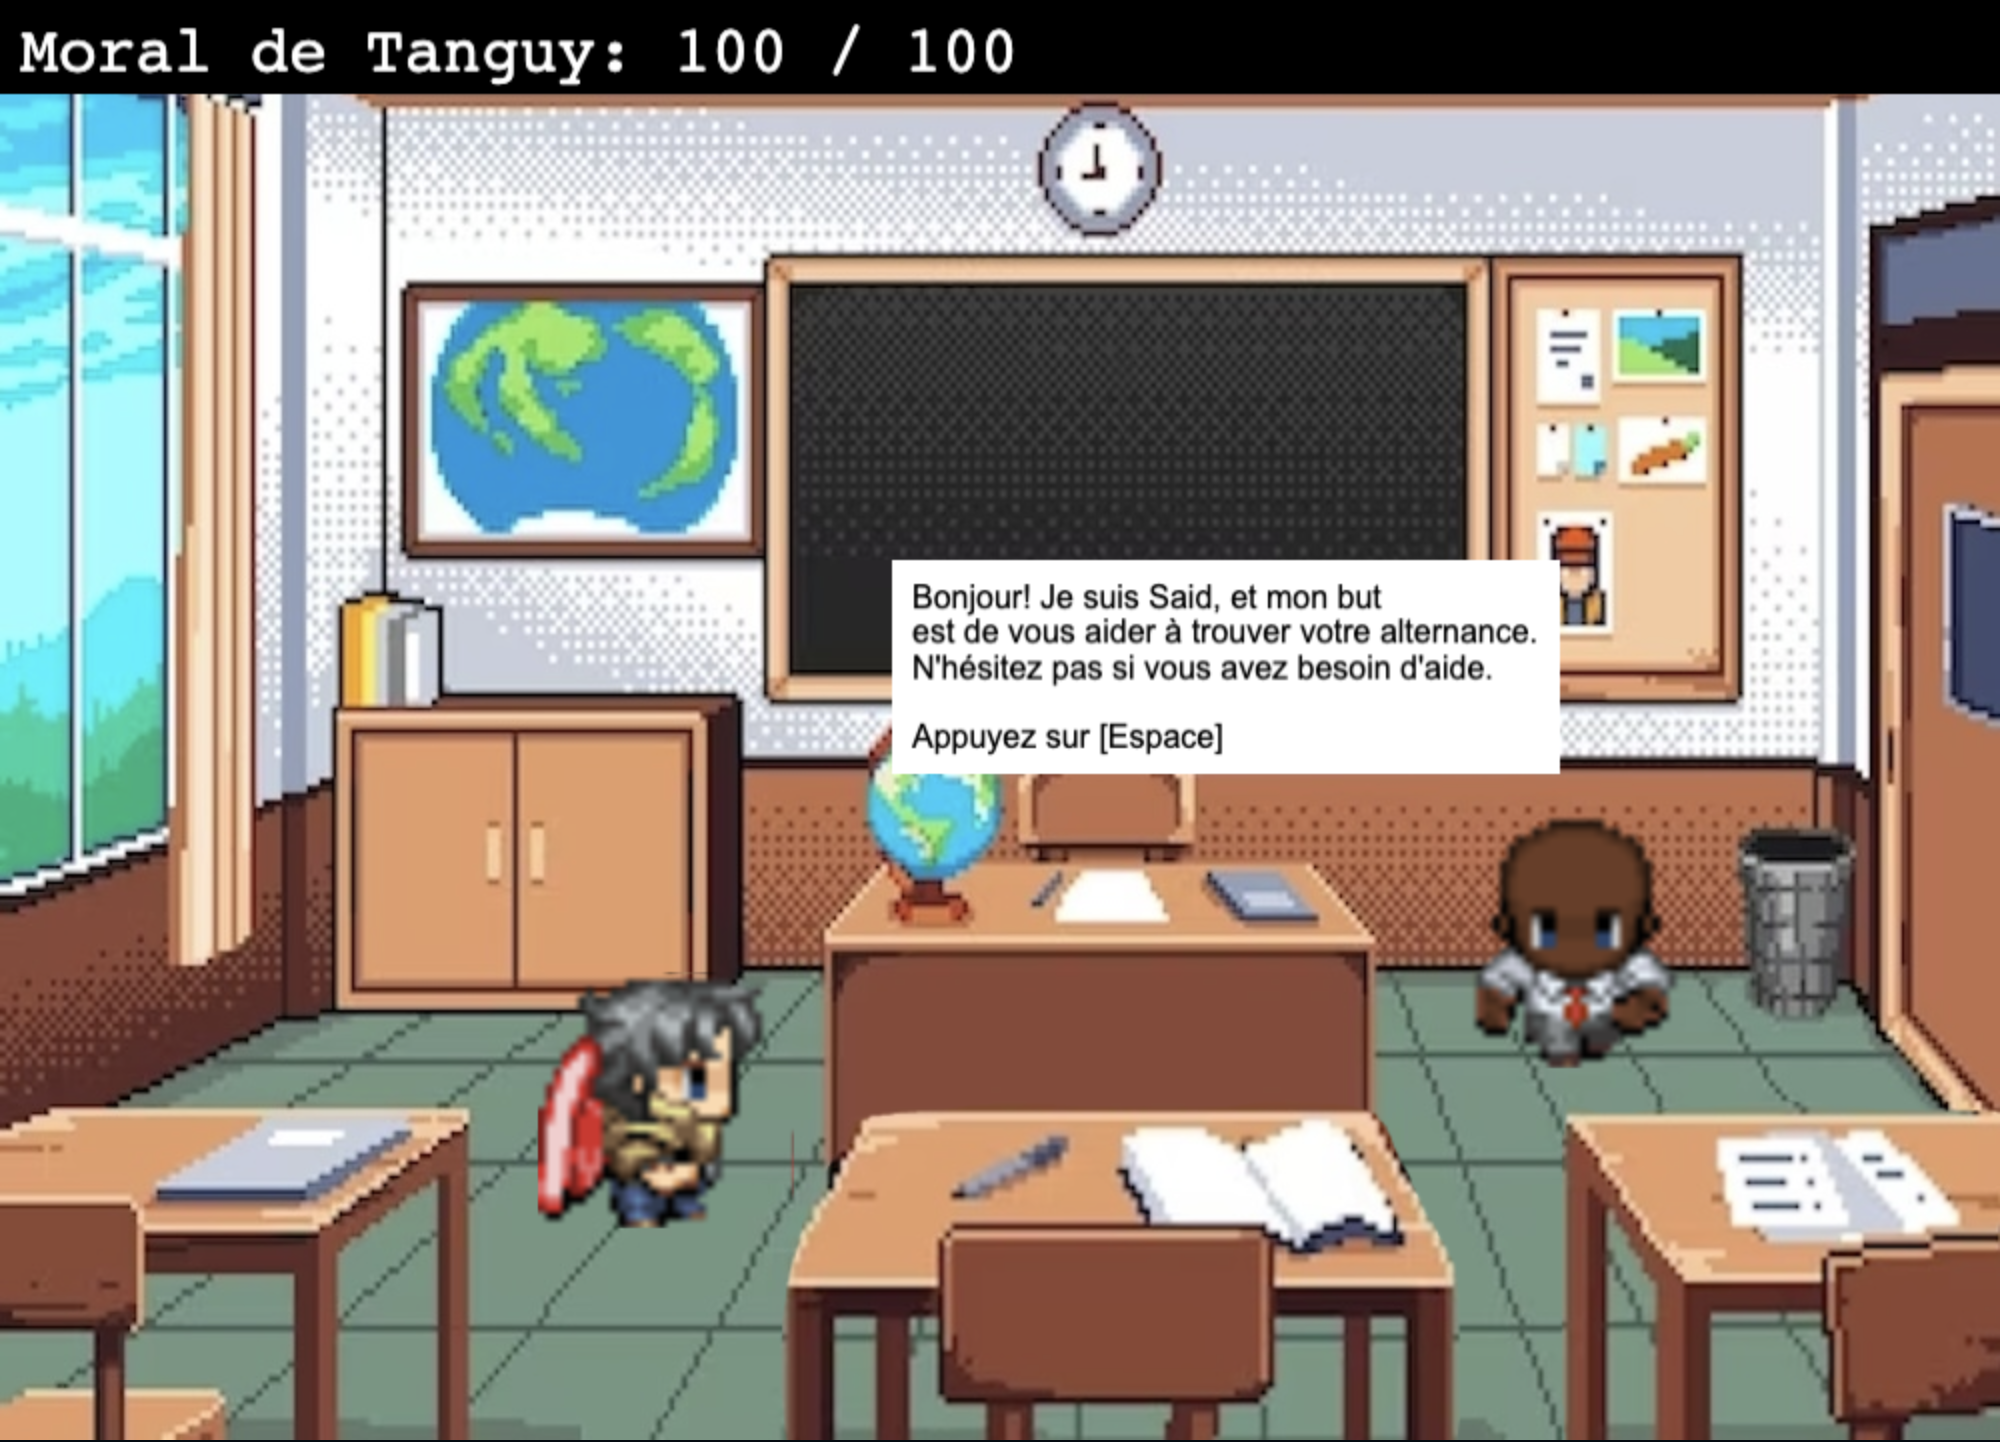 Moral de Tanguy: 100 / 100
Bonjour! Je suis Said, et mon but
est de vous aider à trouver votre alternance.
N'hésitez pas si vous avez besoin d'aide.
Appuyez sur [Espace]